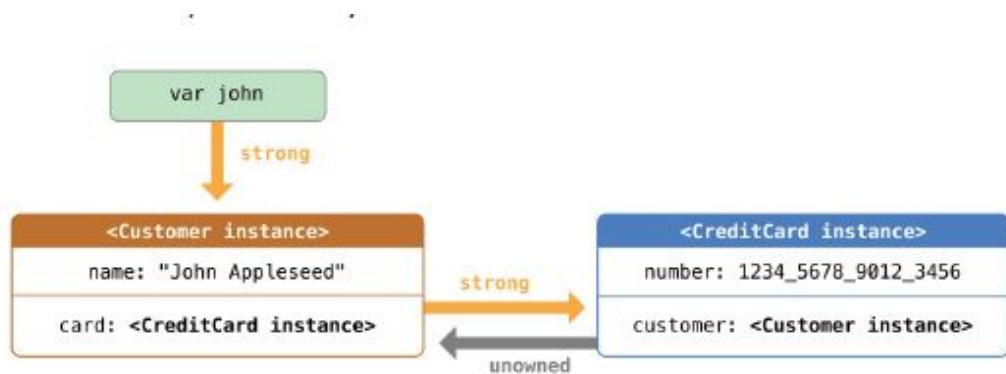 var john
strong
<Customer instance>
name: "John Appleseed"
card: <CreditCard instance>
strong
unowned
<CreditCard instance>
number: 1234_5678_9012_3456
customer: <Customer instance>